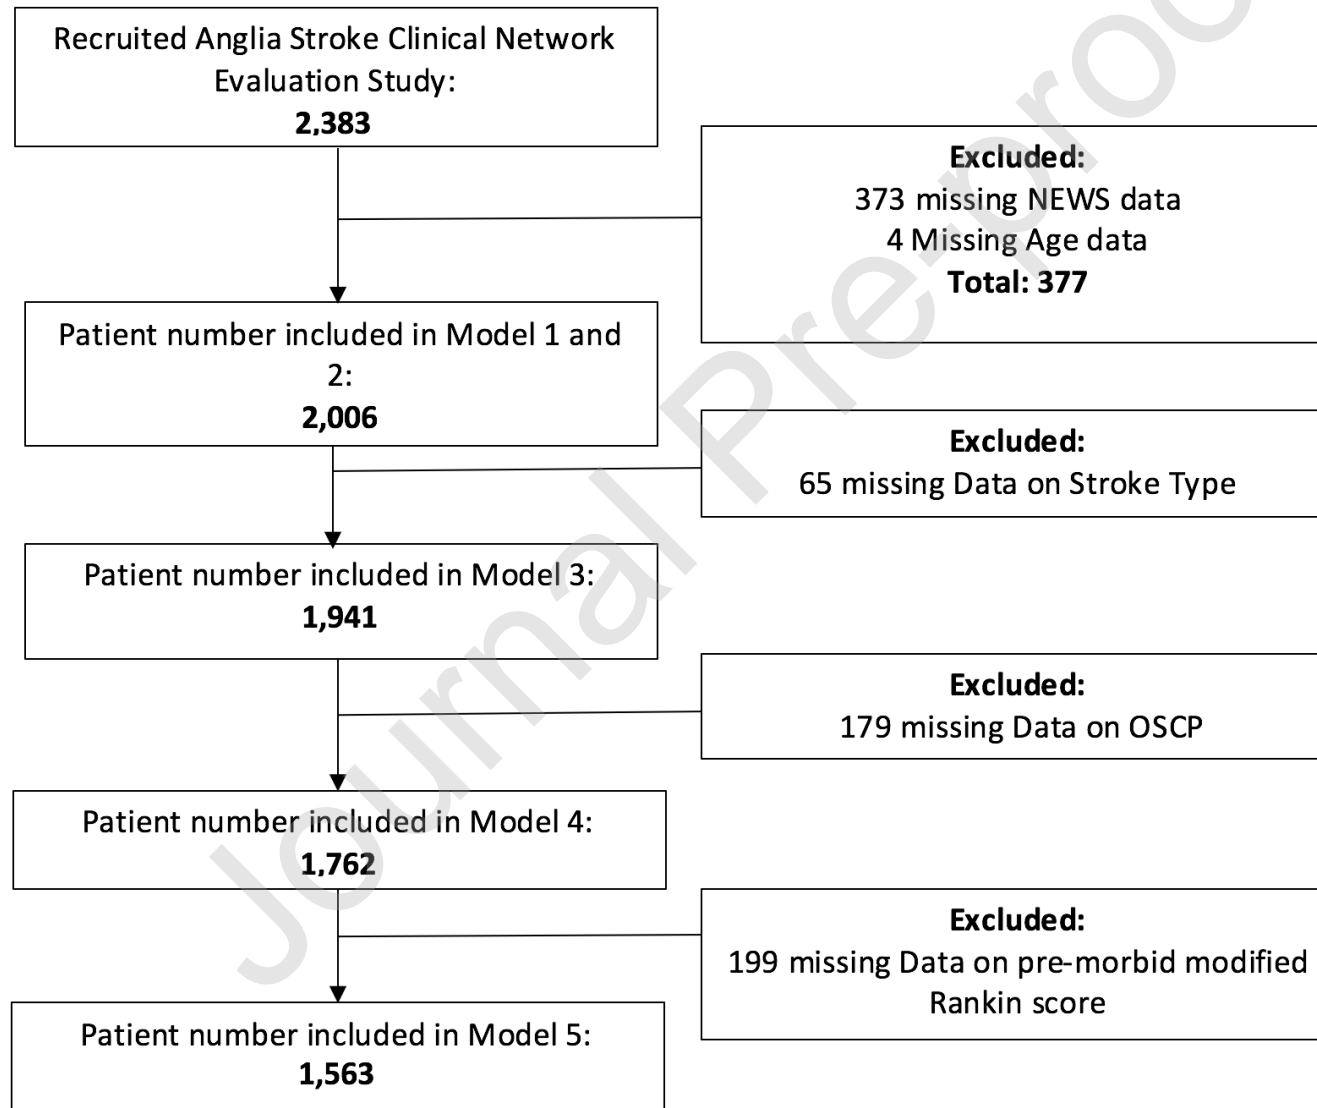 Recruited Anglia Stroke Clinical Network
Evaluation Study:
2,383
Excluded:
373 missing NEWS data
4 Missing Age data
Total: 377
Patient number included in Model 1 and
2:
2,006
Excluded:
65 missing Data on Stroke Type
Patient number included in Model 3:
1,941
Excluded:
179 missing Data on OSCP
Patient number included in Model 4:
1,762
Excluded:
199 missing Data on pre-morbid modified
Rankin score
Patient number included in Model 5:
1,563
Journal Pre-proo